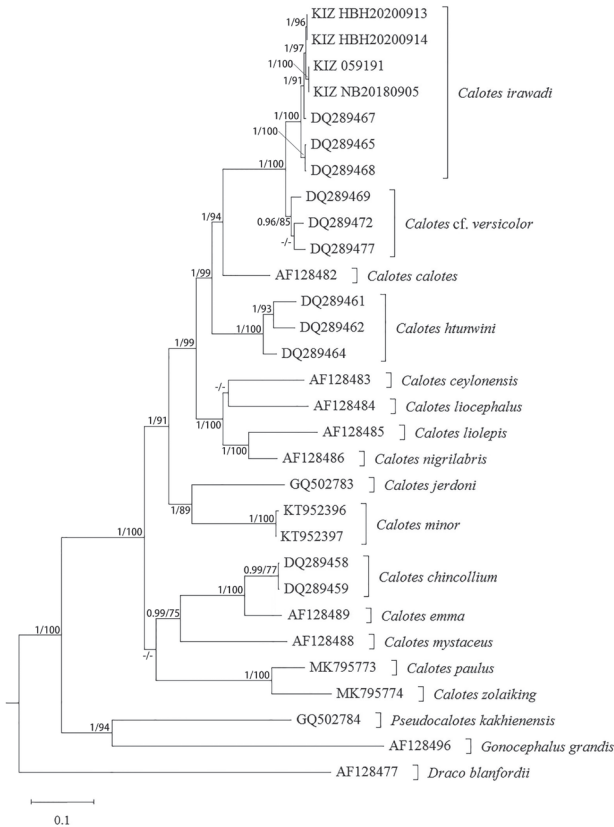 KIZ HBH20200913
1/96
KIZ HBH20200914
1/97
KIZ 059191
1/100
KIZ NB20180905
Calotes irawadi
1/91
DQ289467
1/100
DQ289465
1/100
DQ289468
1/100
DQ289469
0.96/85
DQ289472
Calotes cf. versicolor
-/-
DQ289477
1/94
AF128482
Calotes calotes
1/99
DQ289461
1/93
DQ289462
Calotes htunwini
1/100
DQ289464
1/99
AF128483
Calotes ceylonensis
-/-
AF128484
Calotes liocephalus
1/100
AF128485
Calotes liolepis
1/100
AF128486
Calotes nigrilabris
1/91
GQ502783
Calotes jerdoni
1/89
KT952396
1/100
Calotes minor
KT952397
1/100
DQ289458
0.99/77
Calotes chincollium
DQ289459
1/100
AF128489
Calotes emma
0.99/75
AF128488
Calotes mystaceus
-/-
MK795773
Calotes paulus
1/100
MK795774
Calotes zolaiking
1/100
GQ502784
Pseudocalotes kakhienensis
1/94
AF128496
Gonocephalus grandis
AF128477
Draco blanfordii
0.1